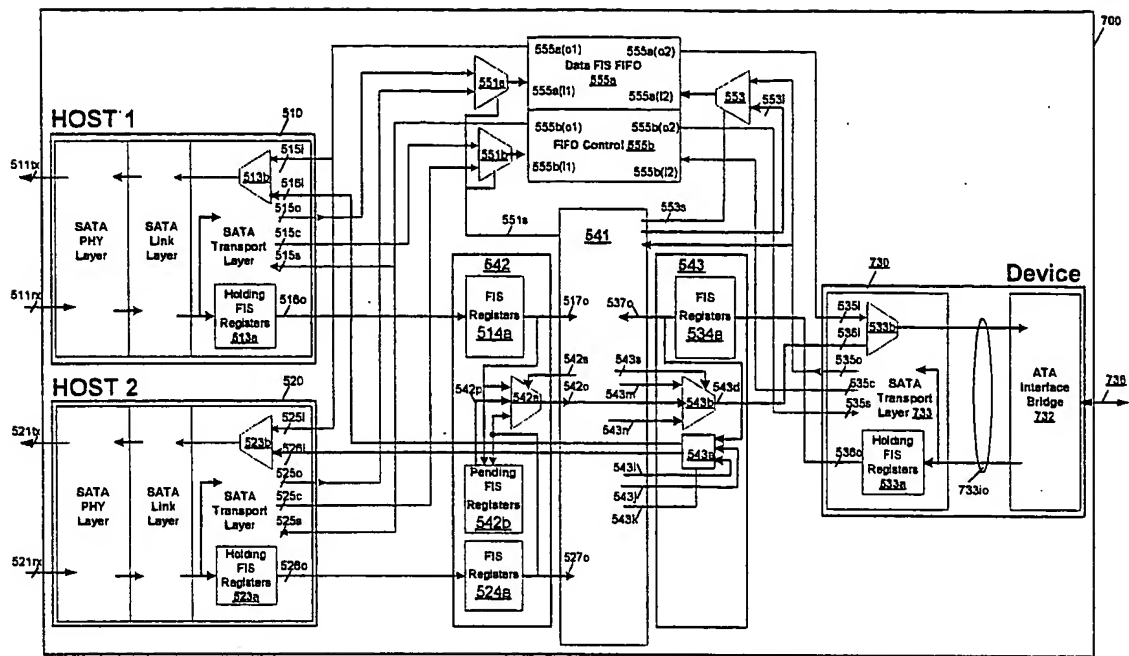 700
HOST 1
510
511tx
511rx
SATA
PHY
Layer
SATA
Link
Layer
513b
515i
516i
515o
515c
515s
SATA
Transport
Layer
Holding
FIS
Registers
513a
516o
HOST 2
520
521tx
521rx
SATA
PHY
Layer
SATA
Link
Layer
523b
525i
526i
525o
525c
525s
SATA
Transport
Layer
Holding
FIS
Registers
523a
526o
551a
551b
551s
555a(o1)
555a(o2)
Data FIS FIFO
555a
555a(i1)
555a(i2)
555b(o1)
555b(o2)
FIFO Control 555b
555b(i1)
555b(i2)
553
553i
553s
541
542
FIS
Registers
514a
517o
542s
542p
542a
542o
Pending
FIS
Registers
542b
FIS
Registers
524a
527o
543
537o
FIS
Registers
534a
543s
543m
543b
543d
543n
543a
543i
543j
543k
Device
730
535i
536i
533b
535o
535c
535s
SATA
Transport
Layer 733
536o
Holding
FIS
Registers
533a
733io
ATA
Interface
Bridge
732
736